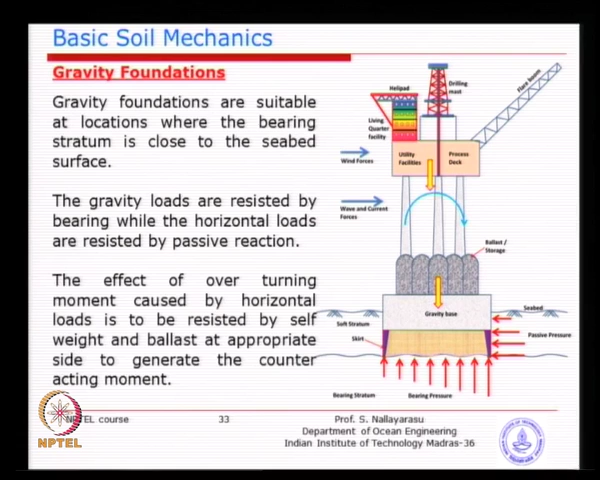 Basic Soil Mechanics
Gravity Foundations
Gravity foundations are suitable
at locations where the bearing
stratum is close to the seabed
surface.
The gravity loads are resisted by
bearing while the horizontal loads
are resisted by passive reaction.
The effect of over turning
moment caused by horizontal
loads is to be resisted by self
weight and ballast at appropriate
side to generate the counter
acting moment.
Helipad
Drilling
mast
Flare boom
Living
Quarter
facility
Utility
Facilities
Process
Deck
Wind Forces
Wave and Current
Forces
Ballast /
Storage
Gravity base
Seabed
Soft Stratum
Skirt
Passive Pressure
Bearing Stratum
Bearing Pressure
NPTEL course
33
Prof. S. Nallayarasu
Department of Ocean Engineering
Indian Institute of Technology Madras-36
NPTEL